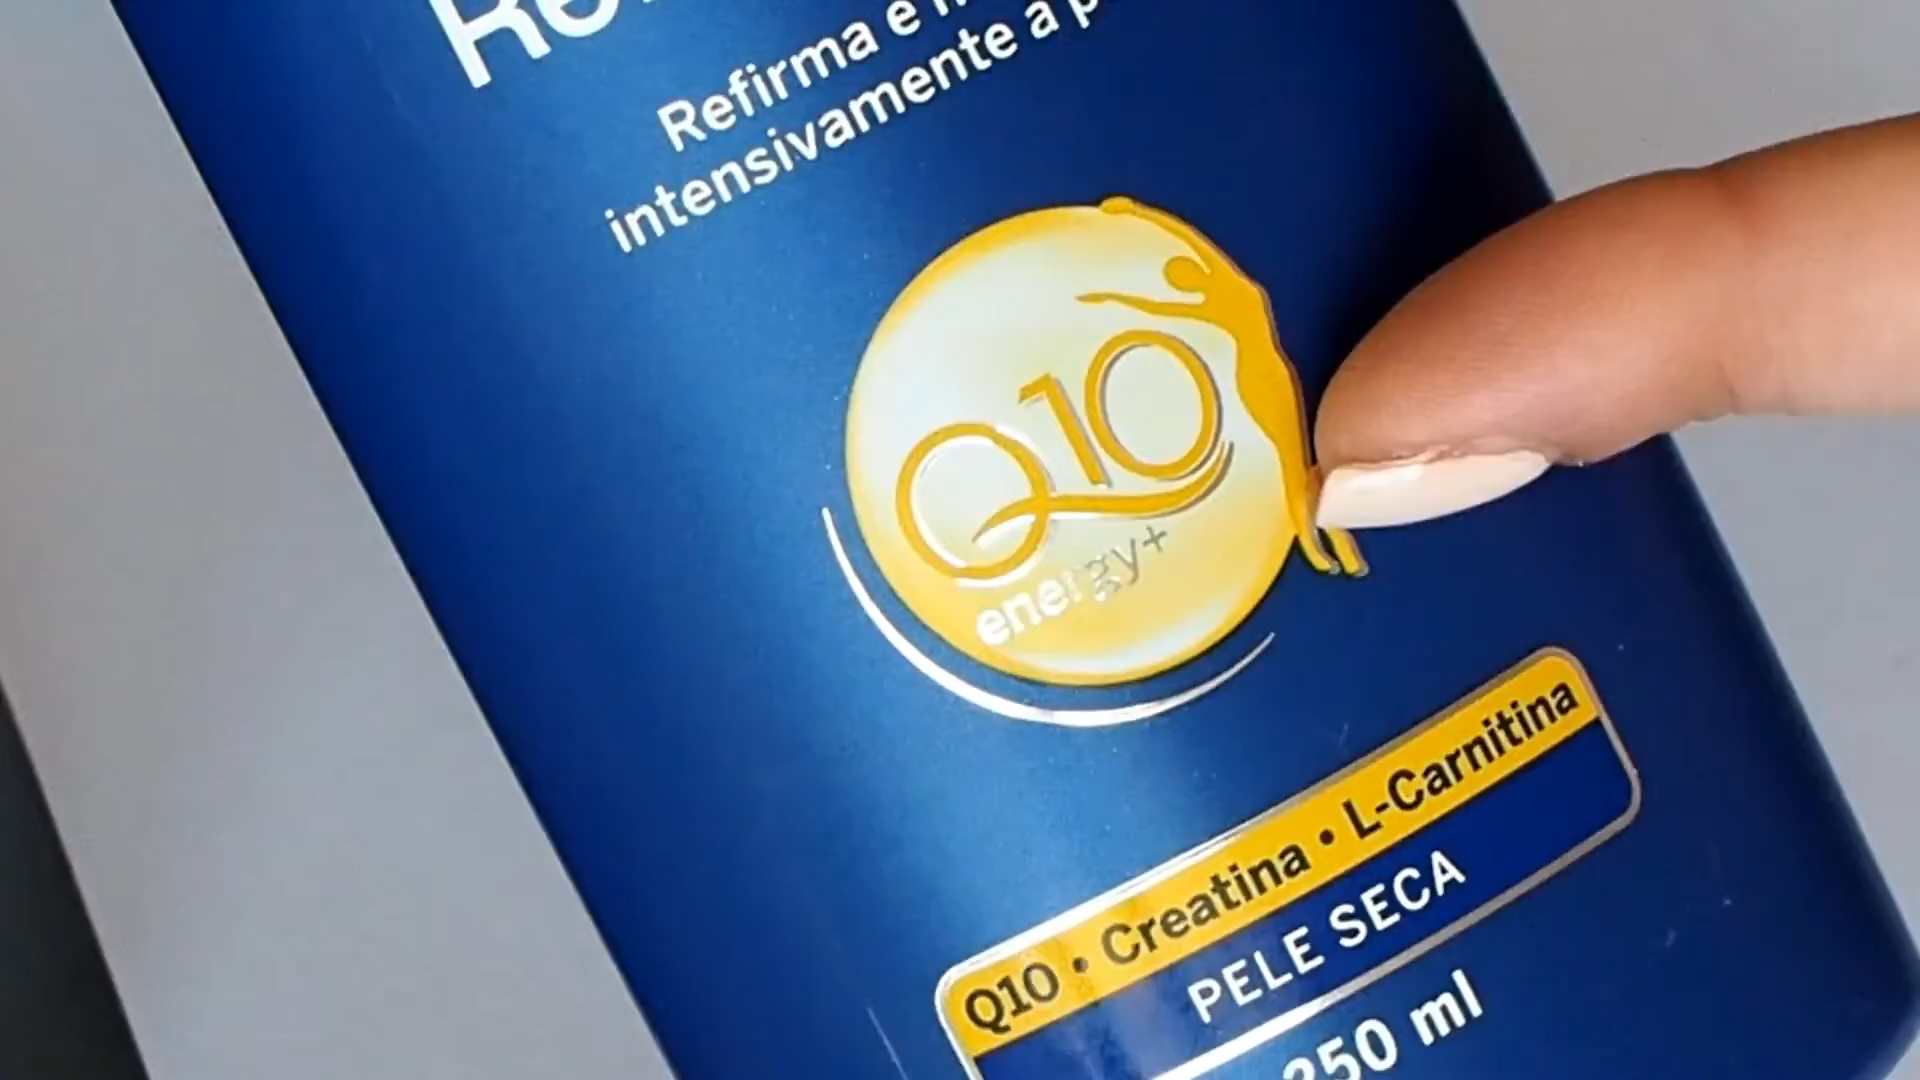 Refirma e
intensivamente a
Q10
energy+
Q10 • Creatina • L-Carnitina
PELE SECA
250 ml